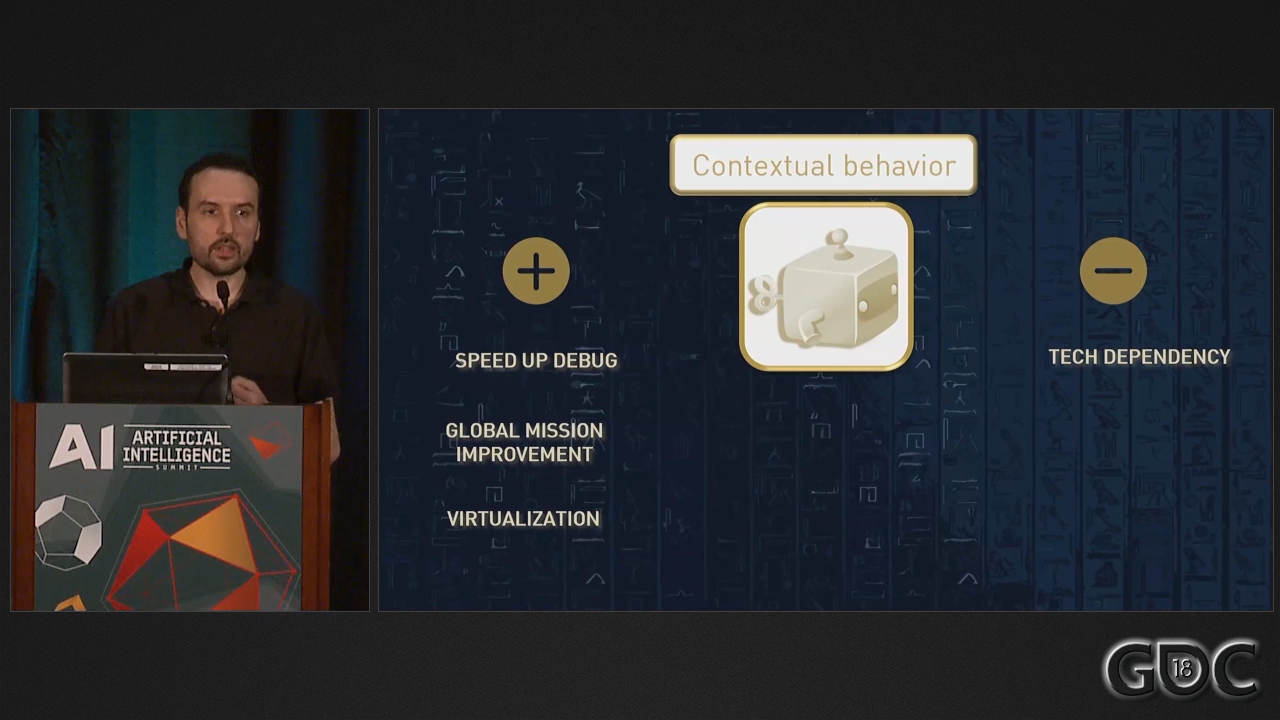 Contextual behavior
SPEED UP DEBUG
GLOBAL MISSION
IMPROVEMENT
VIRTUALIZATION
TECH DEPENDENCY
AI ARTIFICIAL
INTELLIGENCE
SUMMIT
GDC
18